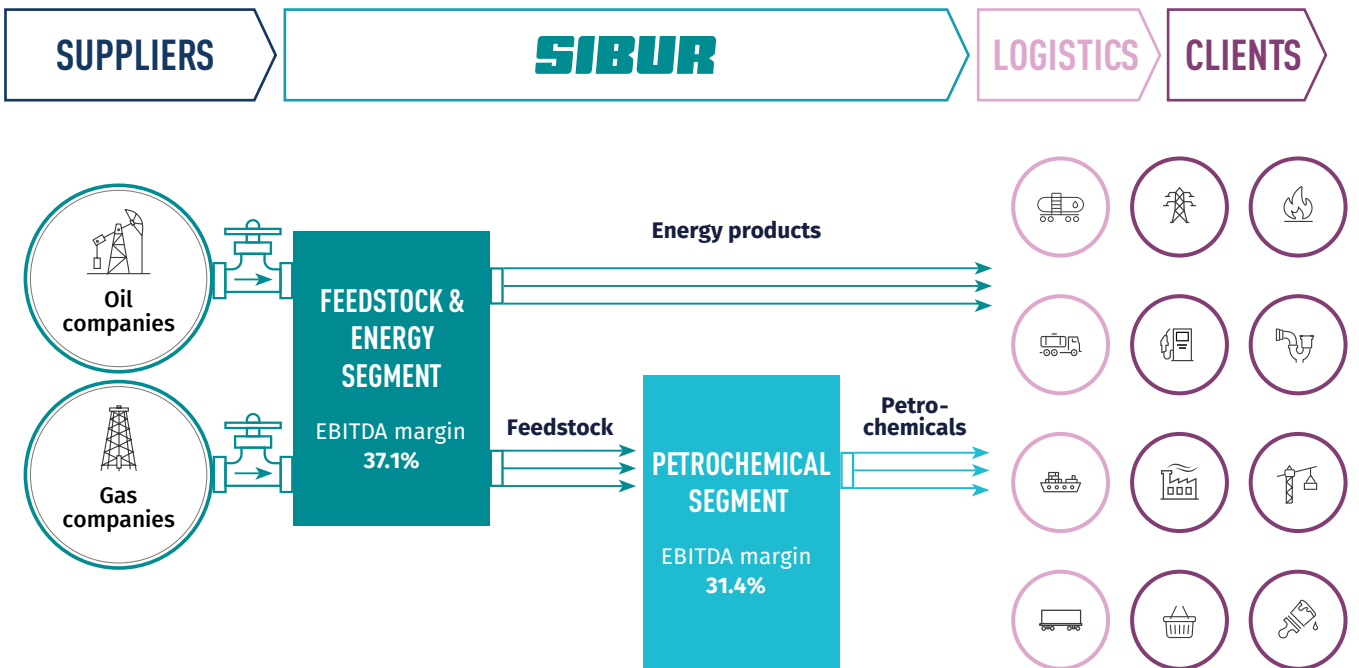 SUPPLIERS
SIBUR
LOGISTICS
CLIENTS
Oil
companies
Gas
companies
FEEDSTOCK &
ENERGY
SEGMENT
EBITDA margin
37.1%
Energy products
Feedstock
PETROCHEMICAL
SEGMENT
EBITDA margin
31.4%
Petro-
chemicals